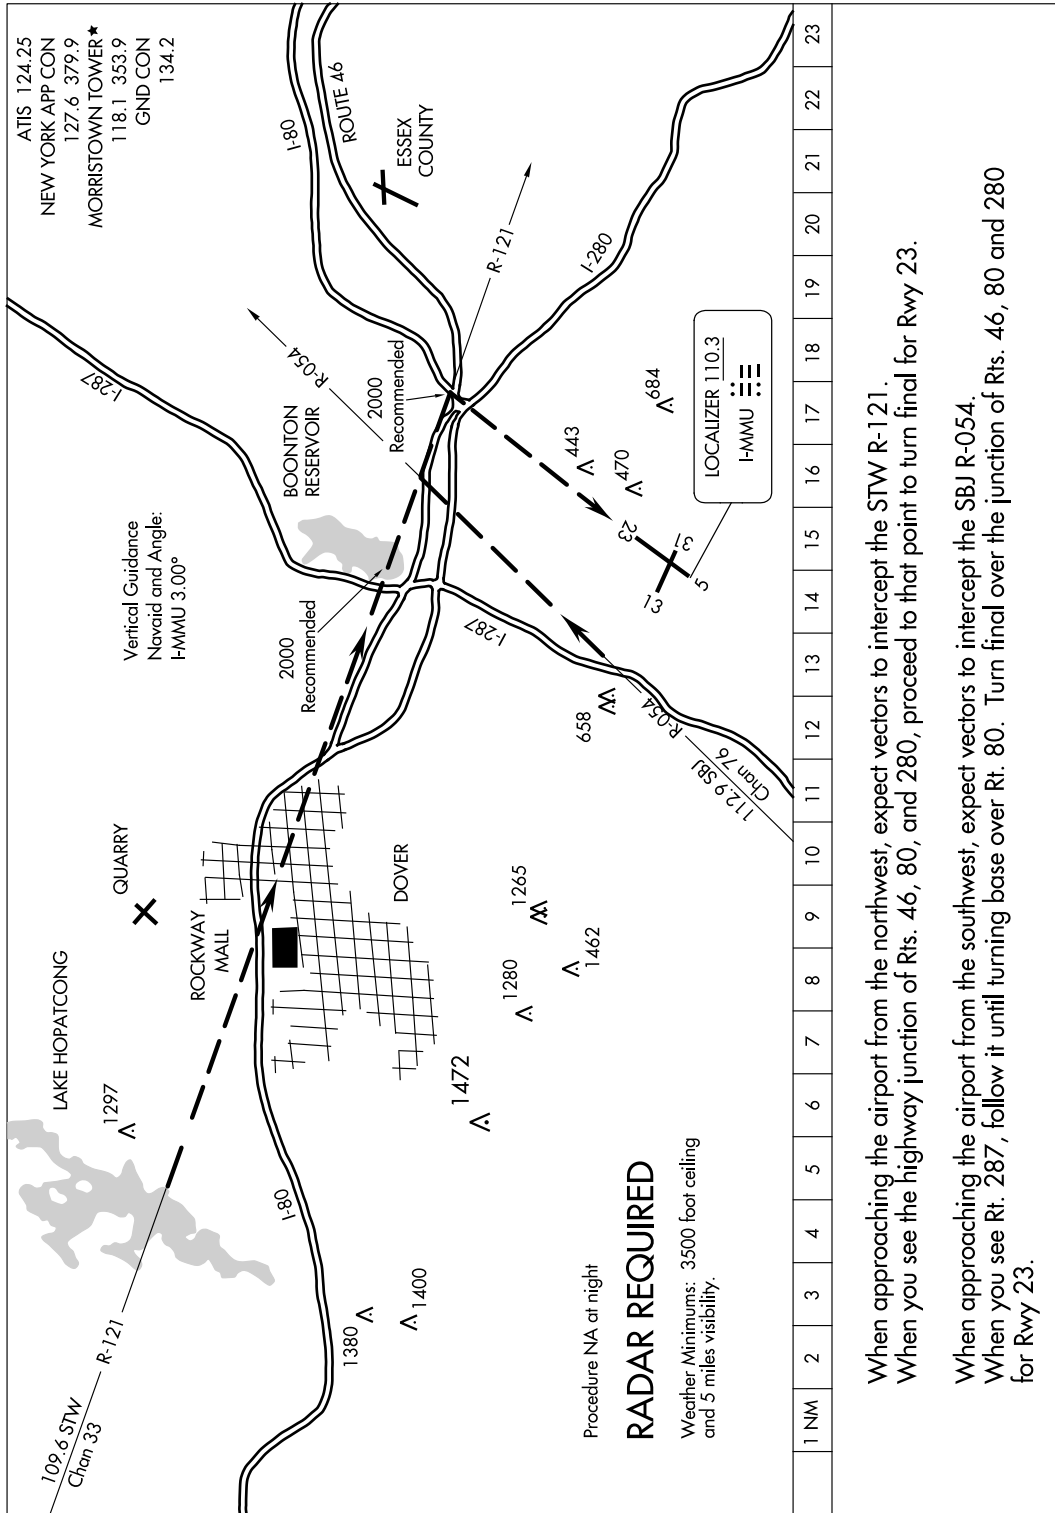 ATIS 124.25
NEW YORK APP CON
127.6 379.9
MORRISTOWN TOWER★
118.1 353.9
GND CON
134.2
109.6 STW
Chan 33
R-121
LAKE HOPATCONG
1297
QUARRY
ROCKWAY
MALL
Vertical Guidance
Navaid and Angle:
I-MMU 3.00°
I-287
I-80
ROUTE 46
ESSEX
COUNTY
BOONTON
RESERVOIR
R-054
2000
Recommended
2000
Recommended
R-121
I-280
I-80
1380
1400
1472
DOVER
1280
1265
1462
658
I-287
R-054
112.9 SBJ
Chan 76
443
470
684
23
31
13
5
LOCALIZER 110.3
I-MMU
Procedure NA at night
RADAR REQUIRED
Weather Minimums: 3500 foot ceiling
and 5 miles visibility.
1 NM 2 3 4 5 6 7 8 9 10 11 12 13 14 15 16 17 18 19 20 21 22 23
When approaching the airport from the northwest, expect vectors to intercept the STW R-121.
When you see the highway junction of Rts. 46, 80, and 280, proceed to that point to turn final for Rwy 23.
When approaching the airport from the southwest, expect vectors to intercept the SBJ R-054.
When you see Rt. 287, follow it until turning base over Rt. 80. Turn final over the junction of Rts. 46, 80 and 280
for Rwy 23.